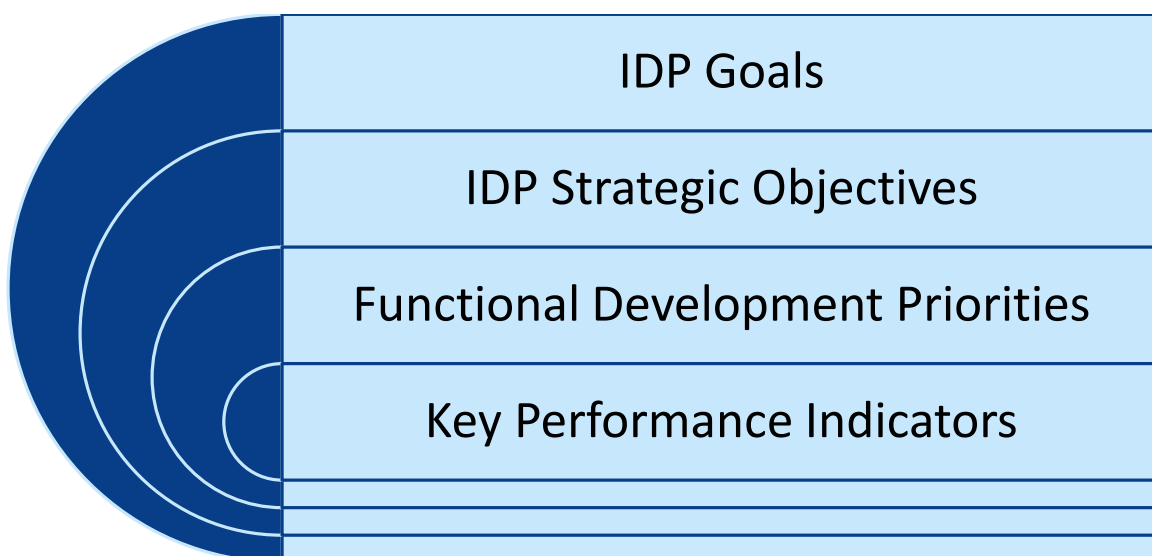 IDP Goals
IDP Strategic Objectives
Functional Development Priorities
Key Performance Indicators